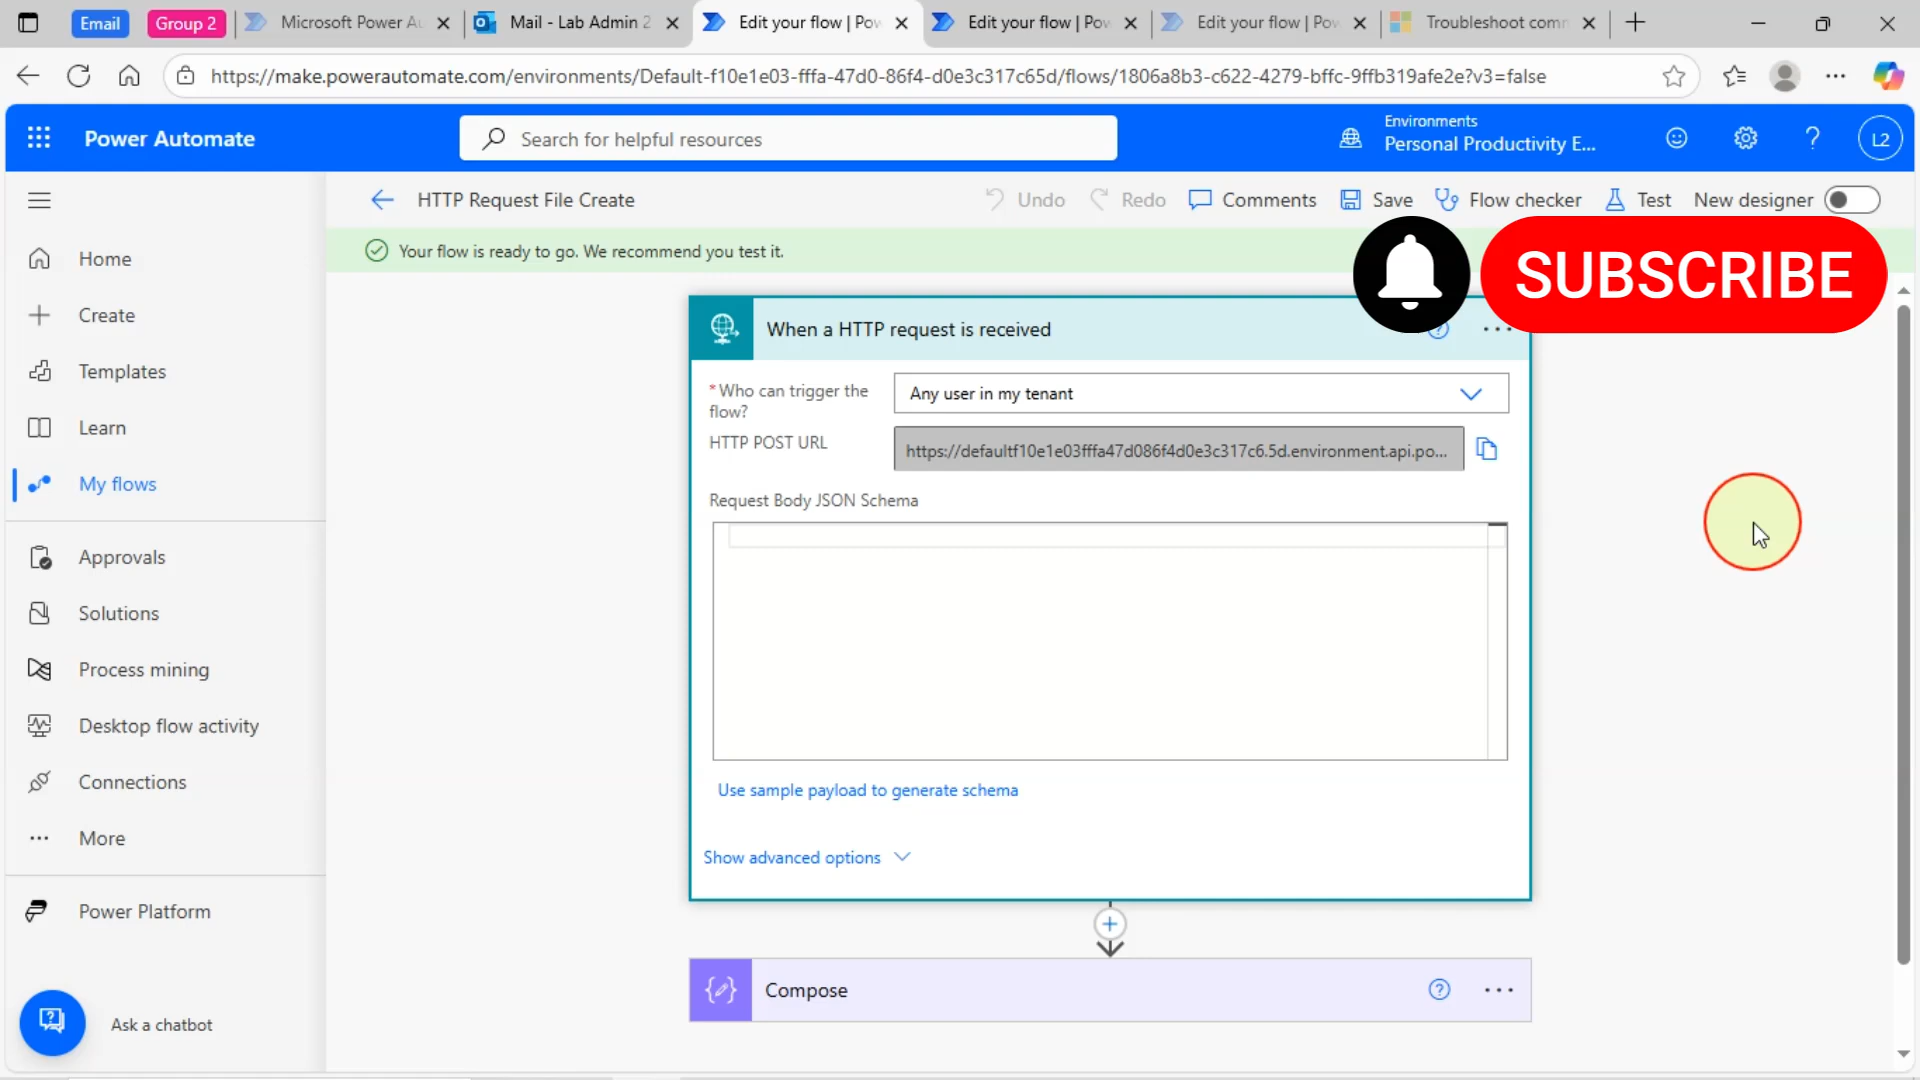 Email
Group 2
Microsoft Power Au
Mail - Lab Admin 2
Edit your flow | Pow
Edit your flow | Pow
Edit your flow | Pow
Troubleshoot comm
https://make.powerautomate.com/environments/Default-f10e1e03-fffa-47d0-86f4-d0e3c317c65d/flows/1806a8b3-c622-4279-bffc-9ffb319afe2e?v3=false
Power Automate
Search for helpful resources
Environments
Personal Productivity E...
L2
HTTP Request File Create
Undo
Redo
Comments
Save
Flow checker
Test
New designer
Your flow is ready to go. We recommend you test it.
SUBSCRIBE
Home
Create
Templates
Learn
My flows
Approvals
Solutions
Process mining
Desktop flow activity
Connections
More
Power Platform
Ask a chatbot
When a HTTP request is received
*Who can trigger the
flow?
Any user in my tenant
HTTP POST URL
https://defaultf10e1e03fffa47d086f4d0e3c317c6.5d.environment.api.po...
Request Body JSON Schema
Use sample payload to generate schema
Show advanced options
Compose